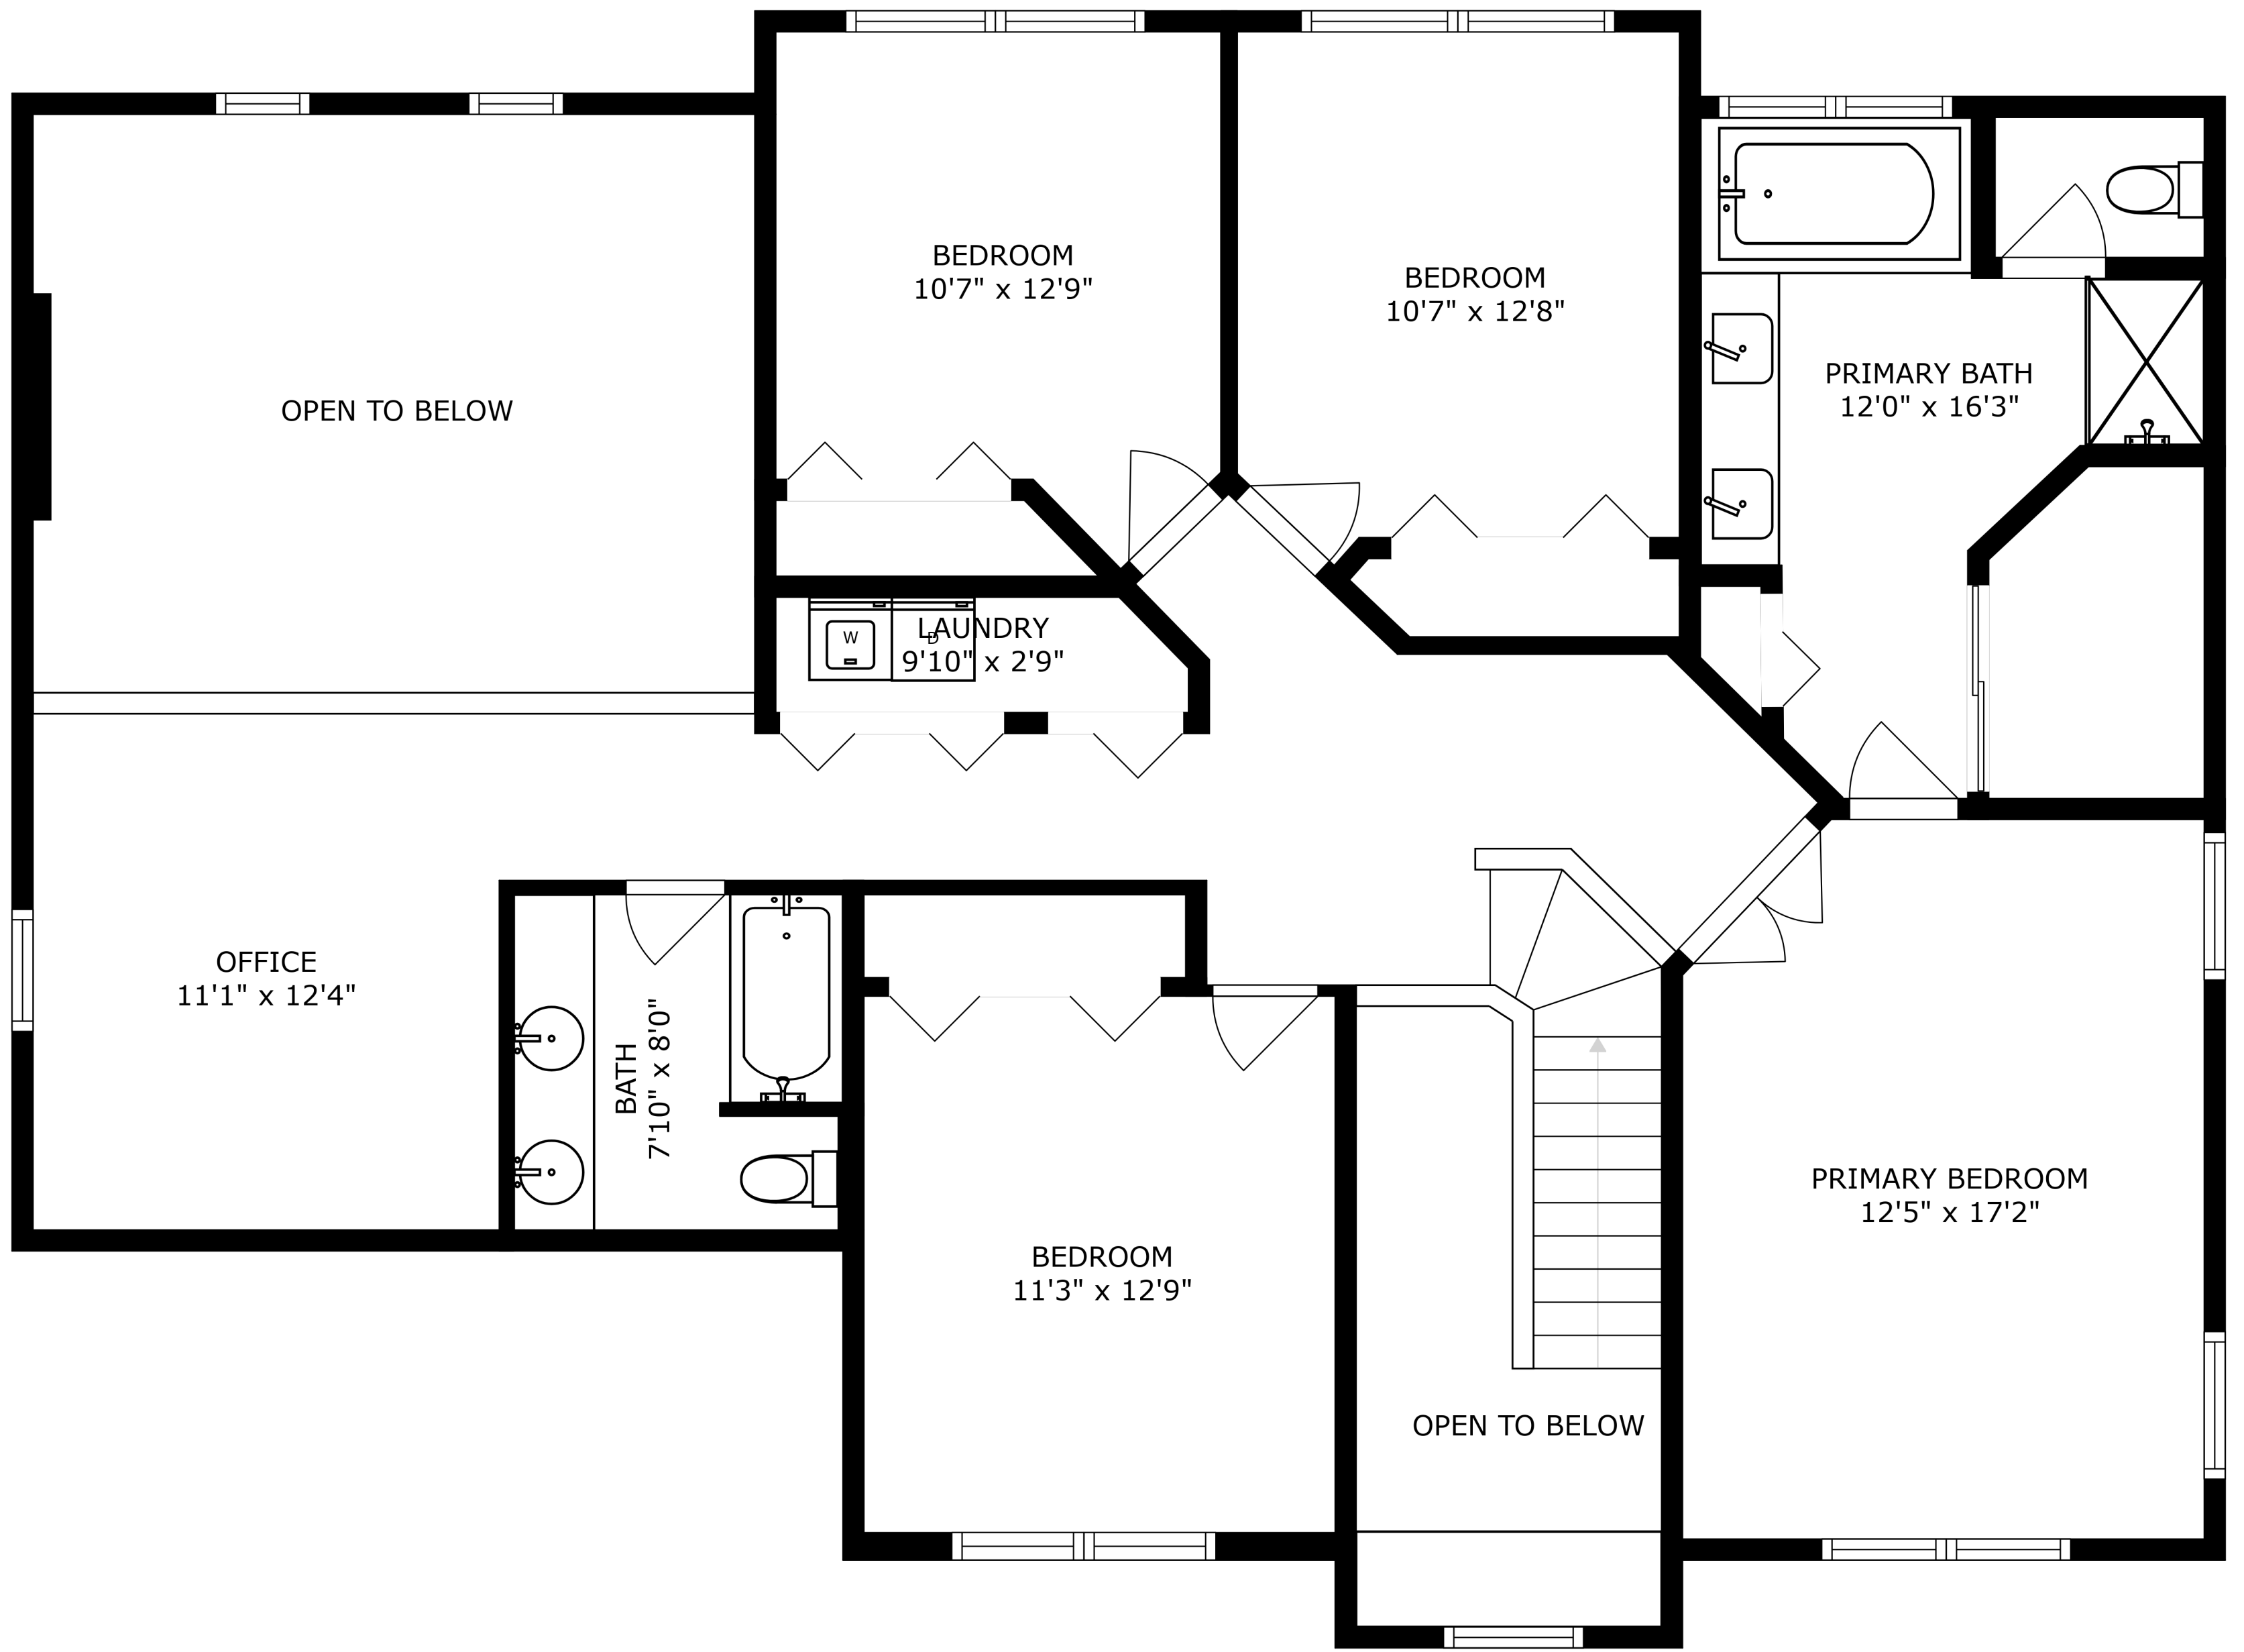 BEDROOM
10'7" x 12'9"
BEDROOM
10'7" x 12'8"
PRIMARY BATH
12'0" x 16'3"
OPEN TO BELOW
LAUNDRY
9'10" x 2'9"
W
D
OFFICE
11'1" x 12'4"
BATH
7'10" x 8'0"
PRIMARY BEDROOM
12'5" x 17'2"
BEDROOM
11'3" x 12'9"
OPEN TO BELOW